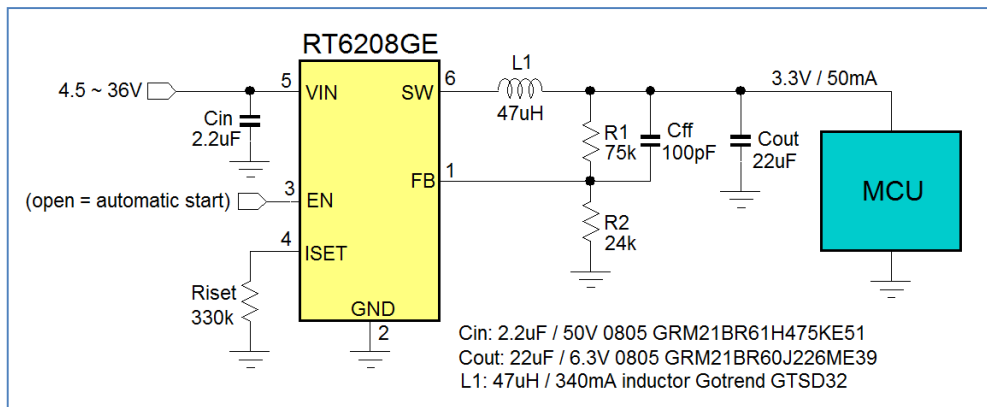 RT6208GE
4.5 ~ 36V
5
VIN
Cin
2.2uF
(open = automatic start)
3
EN
4
ISET
Riset
330k
GND
2
SW
6
L1
47uH
FB
1
R1
75k
Cff
100pF
R2
24k
Cout
22uF
3.3V / 50mA
MCU
Cin: 2.2uF / 50V 0805 GRM21BR61H475KE51
Cout: 22uF / 6.3V 0805 GRM21BR60J226ME39
L1: 47uH / 340mA inductor Gotrend GTSD32